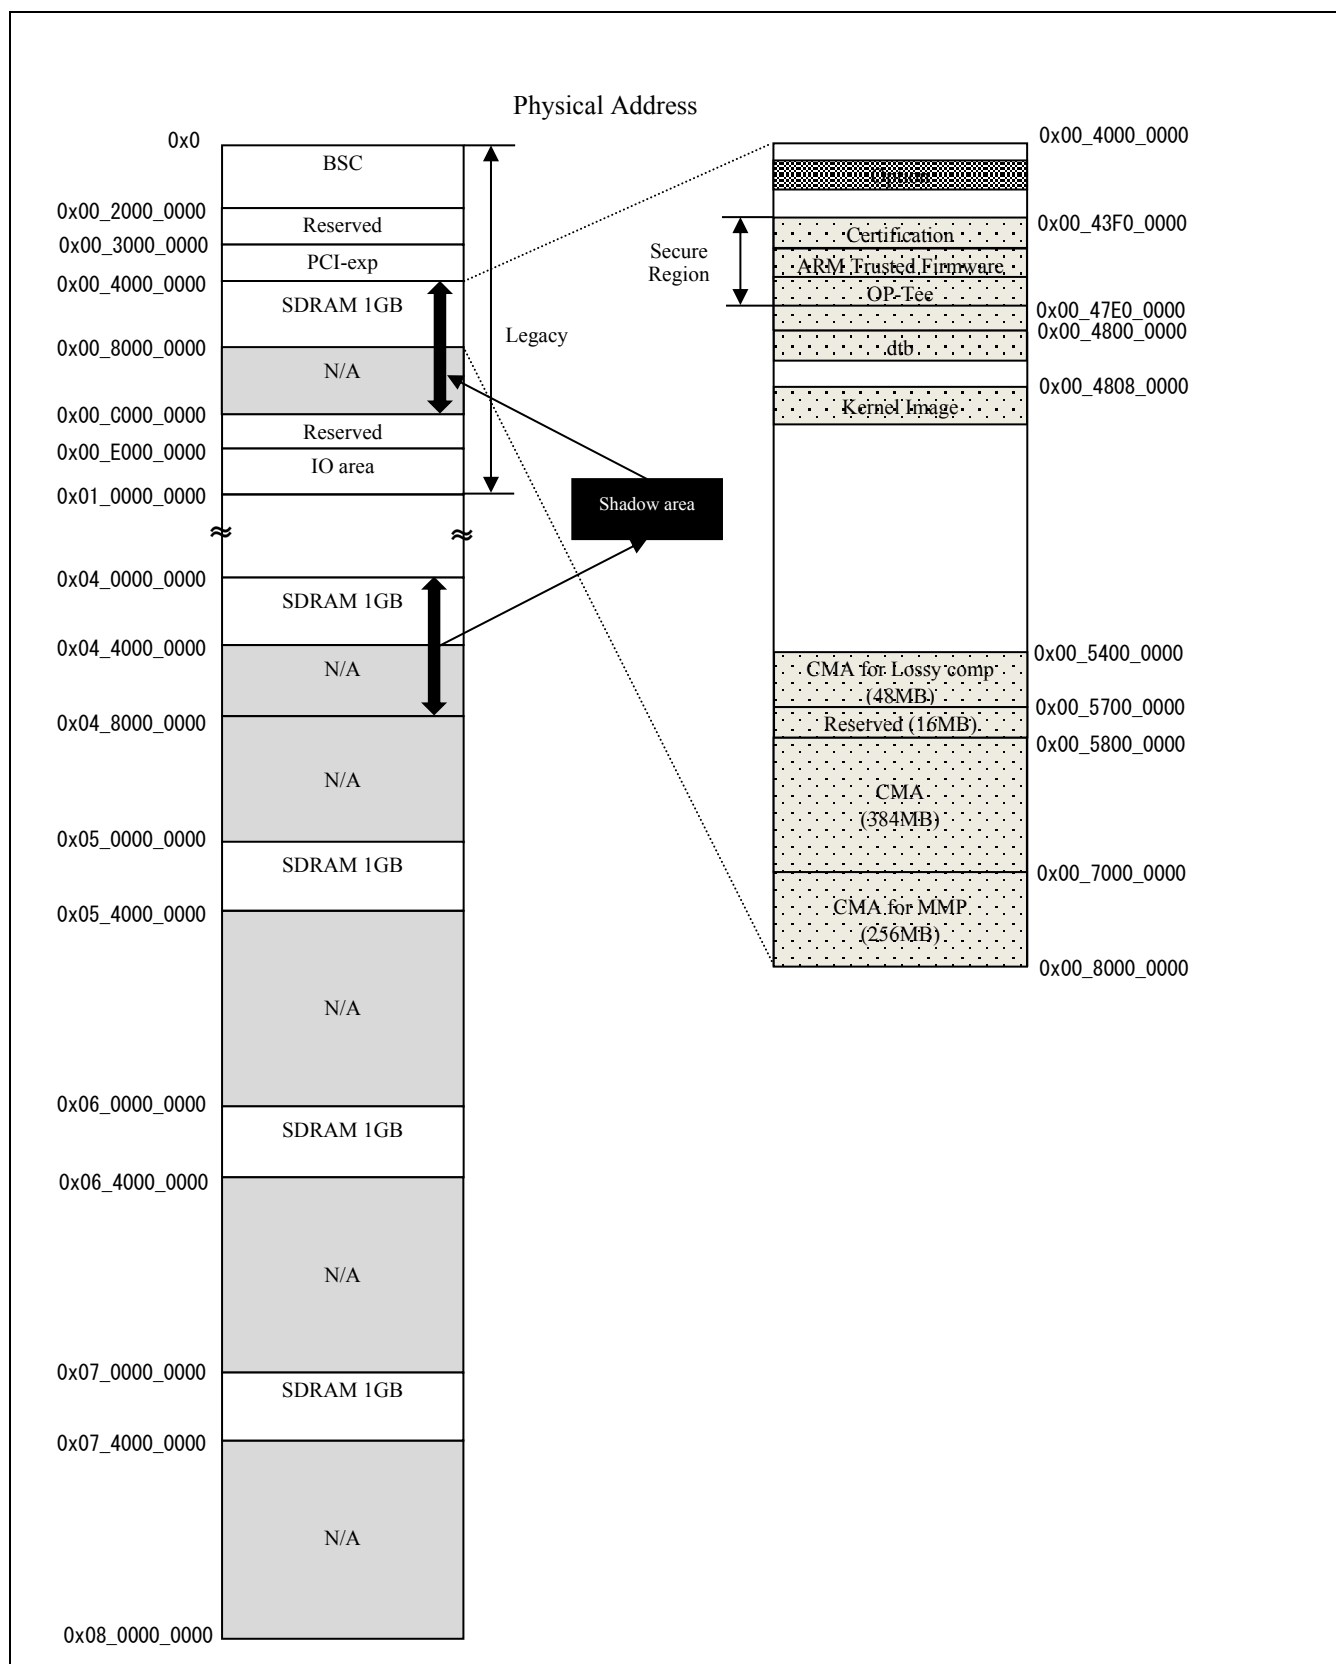 Physical Address
0x0
BSC
0x00_2000_0000
Reserved
0x00_3000_0000
PCI-exp
0x00_4000_0000
SDRAM 1GB
0x00_8000_0000
N/A
0x00_C000_0000
Reserved
0x00_E000_0000
IO area
0x01_0000_0000
Legacy
Shadow area
0x04_0000_0000
SDRAM 1GB
0x04_4000_0000
N/A
0x04_8000_0000
N/A
0x05_0000_0000
SDRAM 1GB
0x05_4000_0000
N/A
0x06_0000_0000
SDRAM 1GB
0x06_4000_0000
N/A
0x07_0000_0000
SDRAM 1GB
0x07_4000_0000
N/A
0x08_0000_0000
0x00_4000_0000
Option
Secure
Region
0x00_43F0_0000
Certification
ARM Trusted Firmware
OP-Tee
0x00_47E0_0000
0x00_4800_0000
dtb
0x00_4808_0000
Kernel Image
0x00_5400_0000
CMA for Lossy comp
(48MB)
0x00_5700_0000
Reserved (16MB)
0x00_5800_0000
CMA
(384MB)
0x00_7000_0000
CMA for MMP
(256MB)
0x00_8000_0000